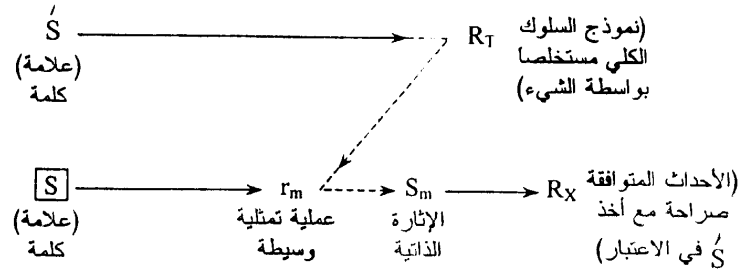 Ś R_T (نموذج السلوك
(علامة) الكلي مستخلصا
كلمة بواسطة الشيء)
S r_m S_m R_X (الأحداث المتوافقة
(علامة) عملية تمثلية الإثارة صراحة مع أخذ
كلمة وسيطة الذاتية Ś في الاعتبار)